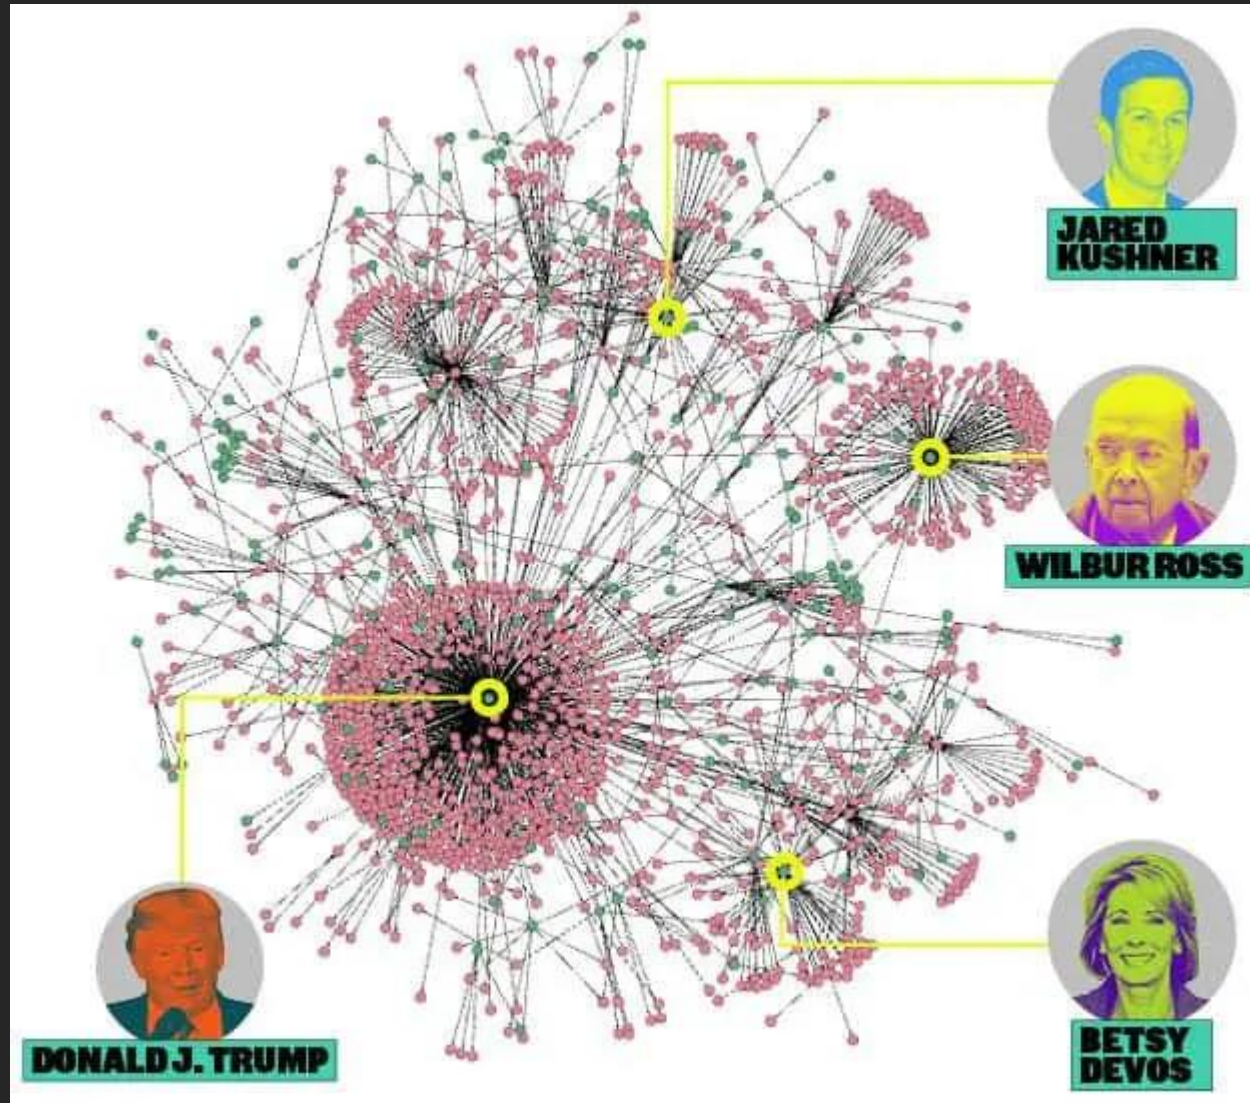 JARED
KUSHNER
WILBUR ROSS
DONALD J. TRUMP
BETSY
DEVOS